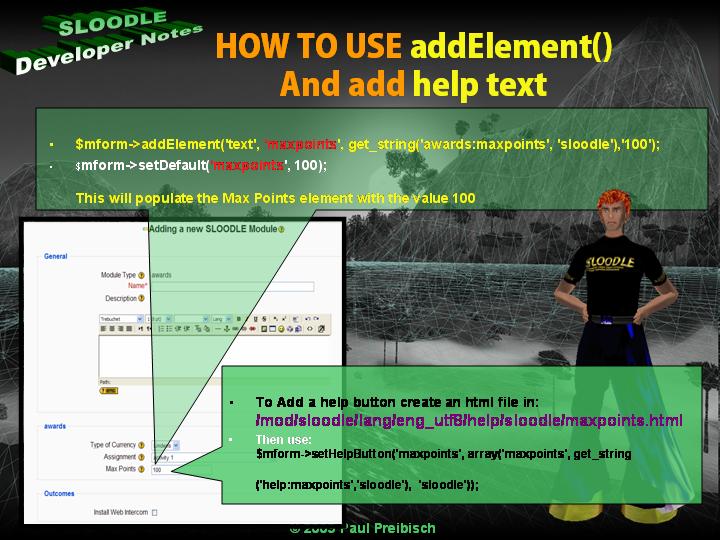 SLOODLE
Developer Notes
HOW TO USE addElement()
And add help text
• $mform->addElement('text', 'maxpoints', get_string('awards:maxpoints', 'sloodle'),'100');
• $mform->setDefault('maxpoints', 100);
This will populate the Max Points element with the value 100
Adding a new SLOODLE Module
General
Module Type
awards
Name*
Description
Trebuchet
Lang
Path:
awards
Type of Currency
Assignment
activity 1
Max Points
100
Outcomes
Install Web Intercom
SLOODLE
• To Add a help button create an html file in:
/mod/sloodle/lang/eng_utf8/help/sloodle/maxpoints.html
• Then use:
$mform->setHelpButton('maxpoints', array('maxpoints', get_string
('help:maxpoints','sloodle'), 'sloodle'));
Paul Preibisch